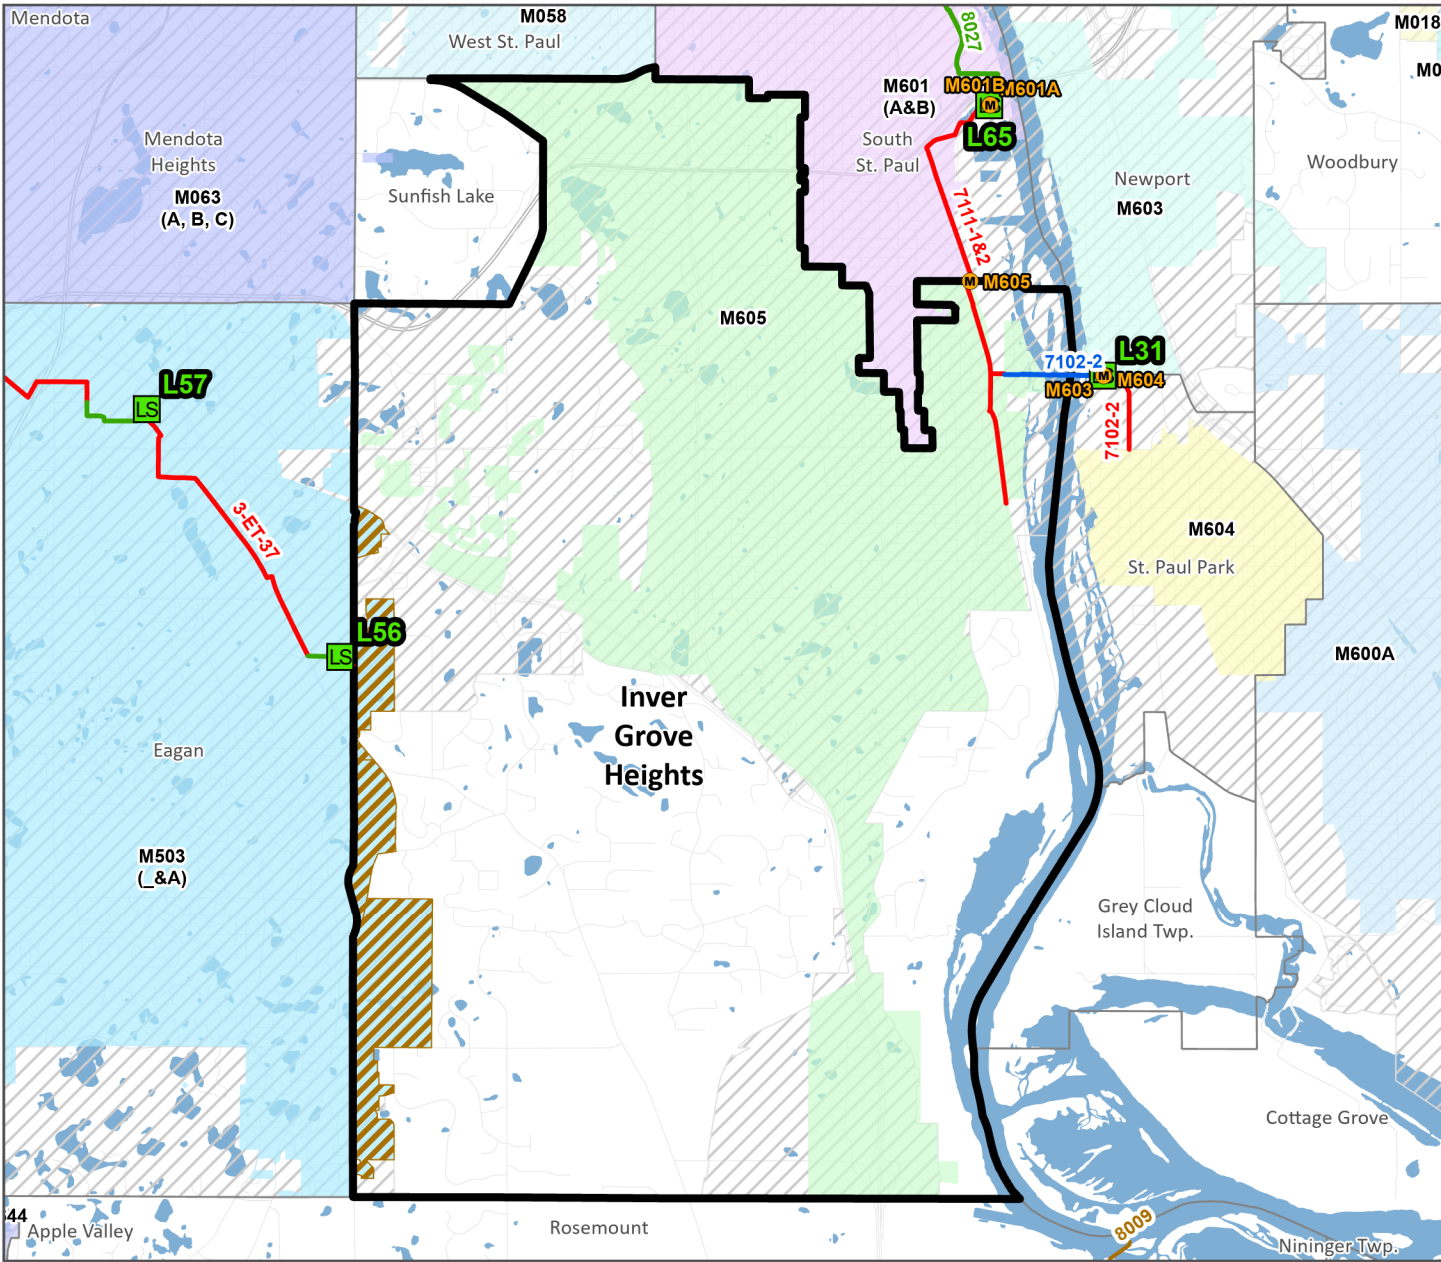 Mendota
M058
West St. Paul
8027
M018
M0
M601
(A&B)
M601B
M601A
M
L65
South
St. Paul
Mendota
Heights
M063
(A, B, C)
Sunfish Lake
Woodbury
Newport
M603
7111-1&2
M
M605
M605
L31
7102-2
M
M604
M603
7102-2
L57
LS
3-ET-37
M604
St. Paul Park
L56
LS
M600A
Inver
Grove
Heights
Eagan
M503
(_&A)
Grey Cloud
Island Twp.
Cottage Grove
44
Apple Valley
Rosemount
8009
Nininger Twp.